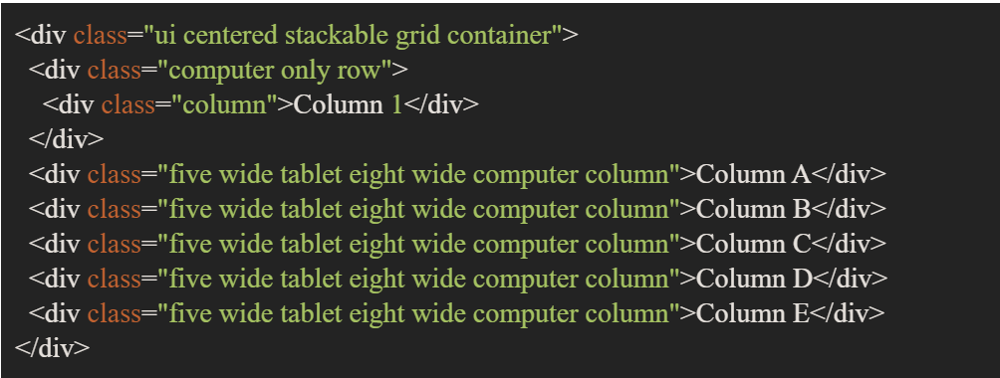 <div class="ui centered stackable grid container">
  <div class="computer only row">
    <div class="column">Column 1</div>
  </div>
  <div class="five wide tablet eight wide computer column">Column A</div>
  <div class="five wide tablet eight wide computer column">Column B</div>
  <div class="five wide tablet eight wide computer column">Column C</div>
  <div class="five wide tablet eight wide computer column">Column D</div>
  <div class="five wide tablet eight wide computer column">Column E</div>
</div>